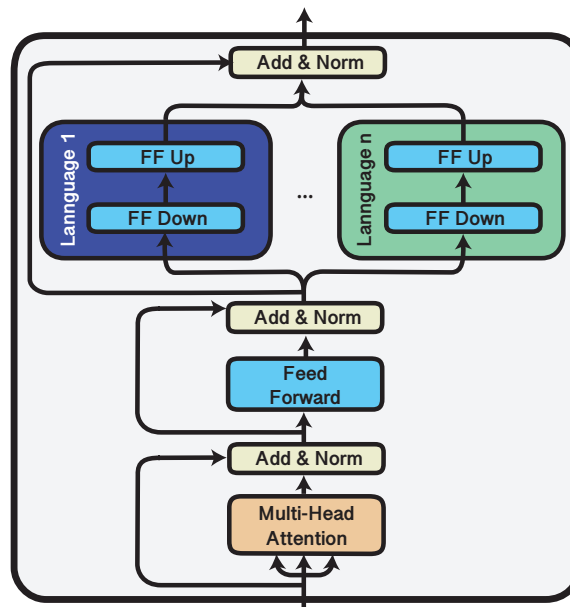 Add & Norm
Lannguage 1
FF Up
FF Down
...
Lannguage n
FF Up
FF Down
Add & Norm
Feed
Forward
Add & Norm
Multi-Head
Attention